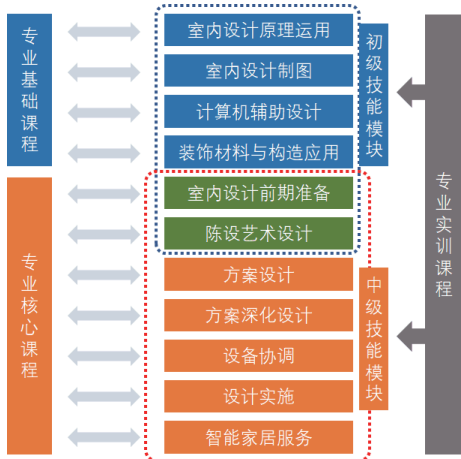 专业基础课程
室内设计原理运用
室内设计制图
计算机辅助设计
装饰材料与构造应用
初级技能模块
专业核心课程
室内设计前期准备
陈设艺术设计
方案设计
方案深化设计
设备协调
设计实施
智能家居服务
中级技能模块
专业实训课程